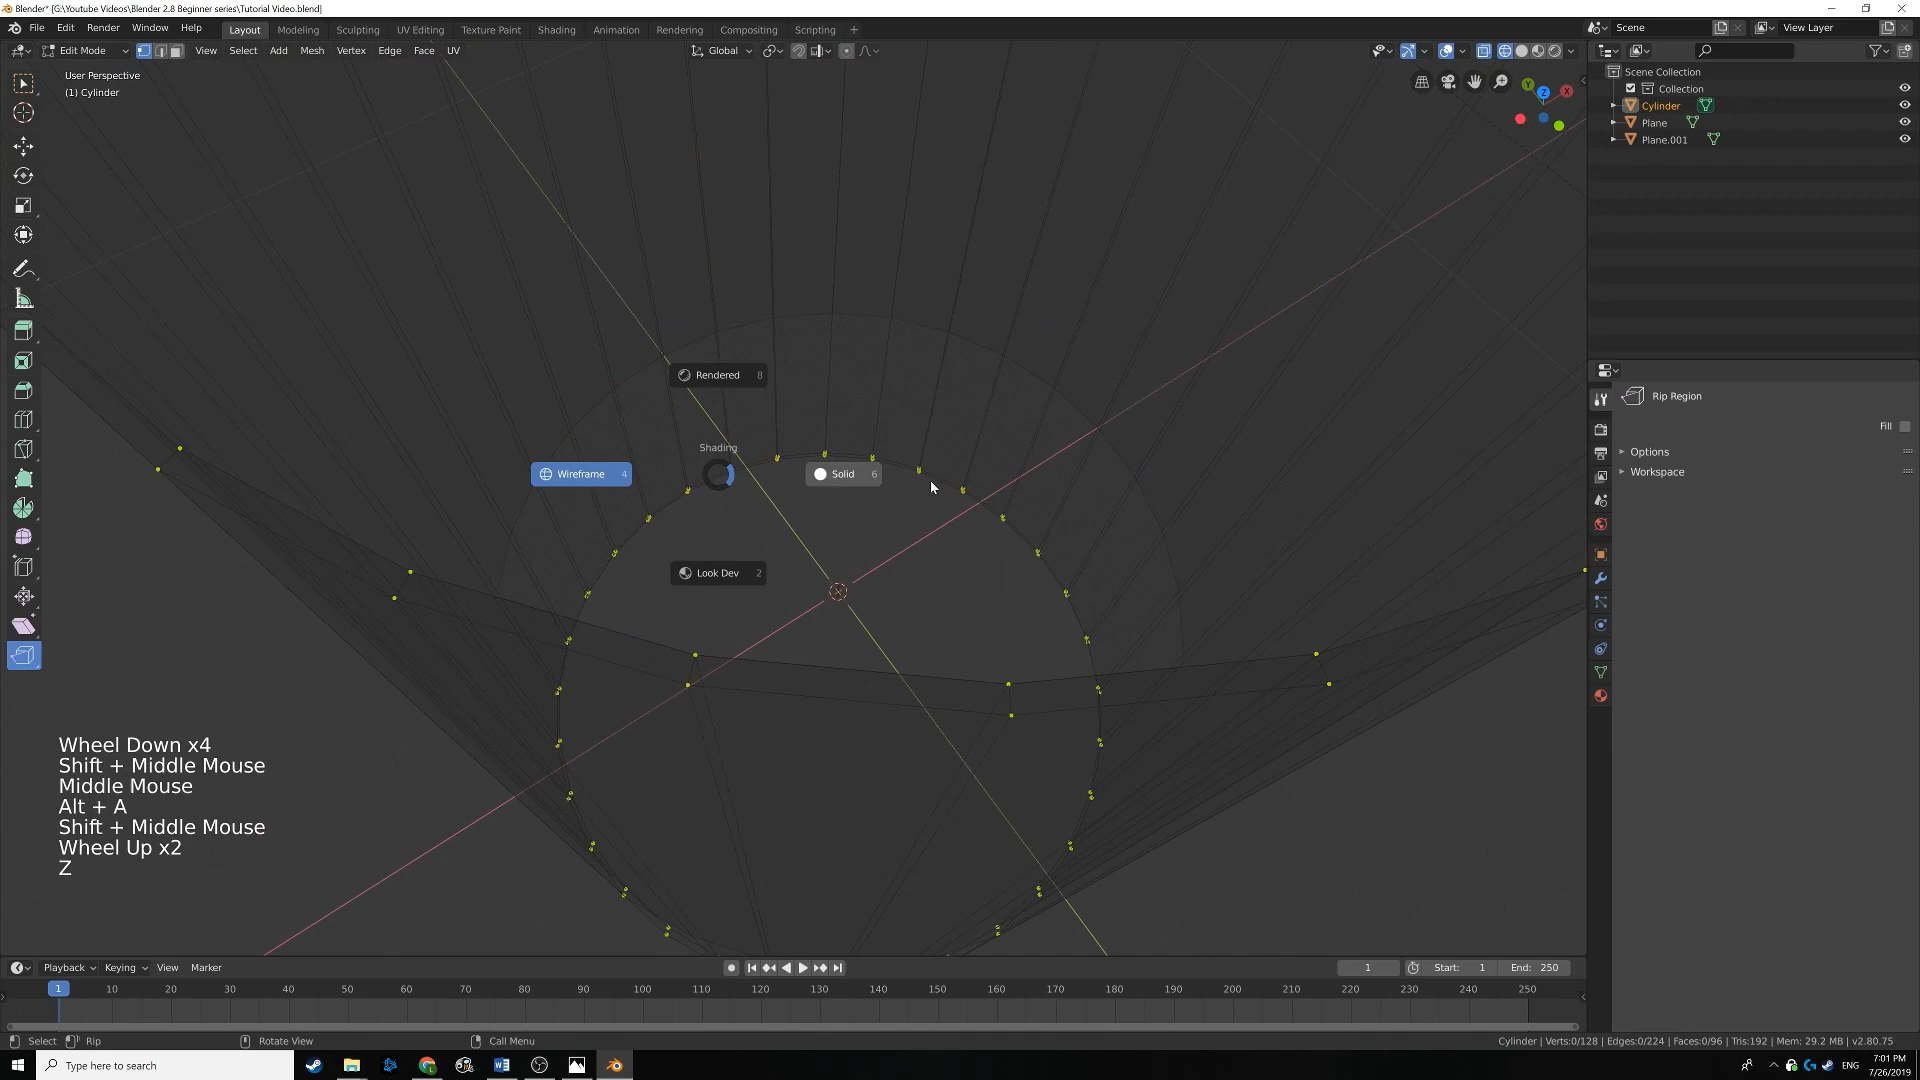 Blender* [G:\Youtube Videos\Blender 2.8 Beginner series\Tutorial Video.blend]
File Edit Render Window Help Layout Modeling Sculpting UV Editing Texture Paint Shading Animation Rendering Compositing Scripting + Scene View Layer
Edit Mode View Select Add Mesh Vertex Edge Face UV Global
User Perspective
(1) Cylinder
Y Z X
Scene Collection
Collection
Cylinder
Plane
Plane.001
Rip Region
Fill
Options
Workspace
Rendered 8
Shading
Wireframe 4
Solid 6
Look Dev 2
Wheel Down x4
Shift + Middle Mouse
Middle Mouse
Alt + A
Shift + Middle Mouse
Wheel Up x2
Z
Playback Keying View Marker 1 Start: 1 End: 250
1 10 20 30 40 50 60 70 80 90 100 110 120 130 140 150 160 170 180 190 200 210 220 230 240 250
Select Rip Rotate View Call Menu Cylinder | Verts:0/128 | Edges:0/224 | Faces:0/96 | Tris:192 | Mem: 29.2 MB | v2.80.75
Type here to search
ENG
7:01 PM
7/26/2019